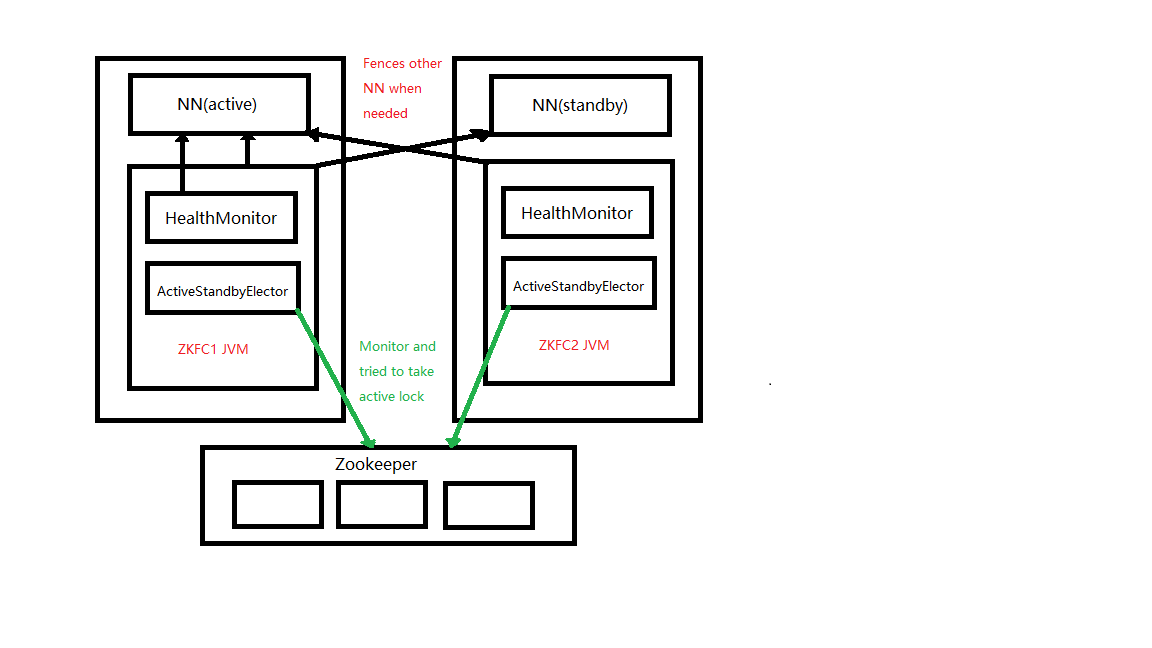 Fences other
NN when
needed
NN(active)
NN(standby)
HealthMonitor
HealthMonitor
ActiveStandbyElector
ActiveStandbyElector
ZKFC1 JVM
Monitor and
tried to take
active lock
ZKFC2 JVM
Zookeeper